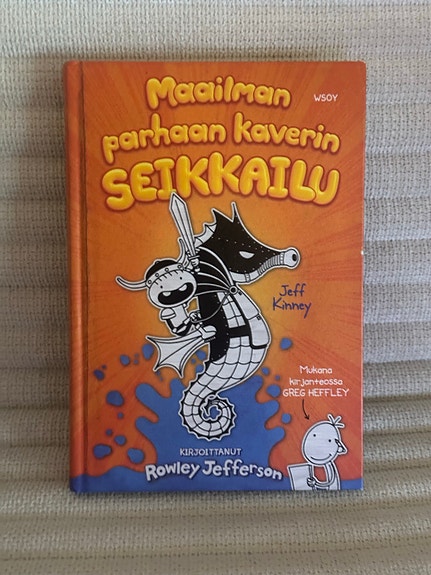 Maailman
WSOY
parhaan kaverin
SEIKKAILU
Jeff
Kinney
Mukana
kirjanteossa
GREG HEFFLEY
KIRJOITTANUT
Rowley Jefferson